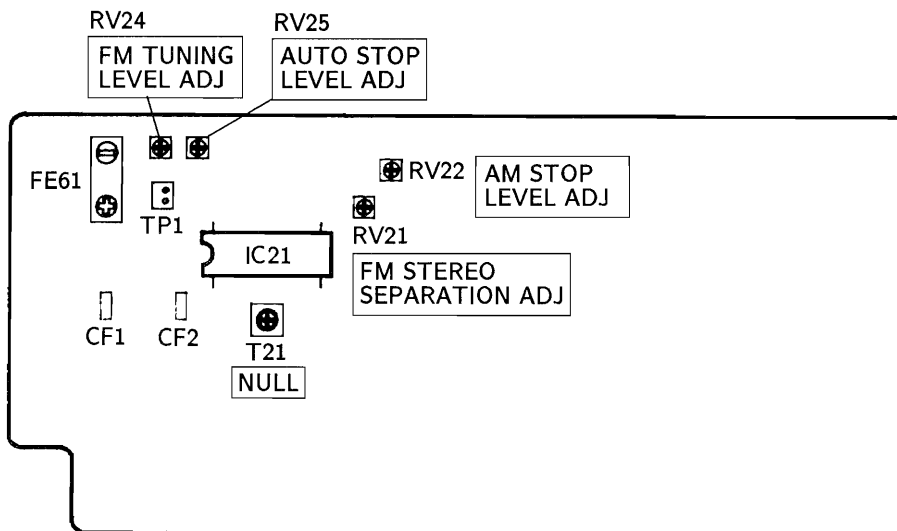 RV24
FM TUNING
LEVEL ADJ
RV25
AUTO STOP
LEVEL ADJ
FE61
TP1
RV22
AM STOP
LEVEL ADJ
RV21
FM STEREO
SEPARATION ADJ
IC21
CF1
CF2
T21
NULL